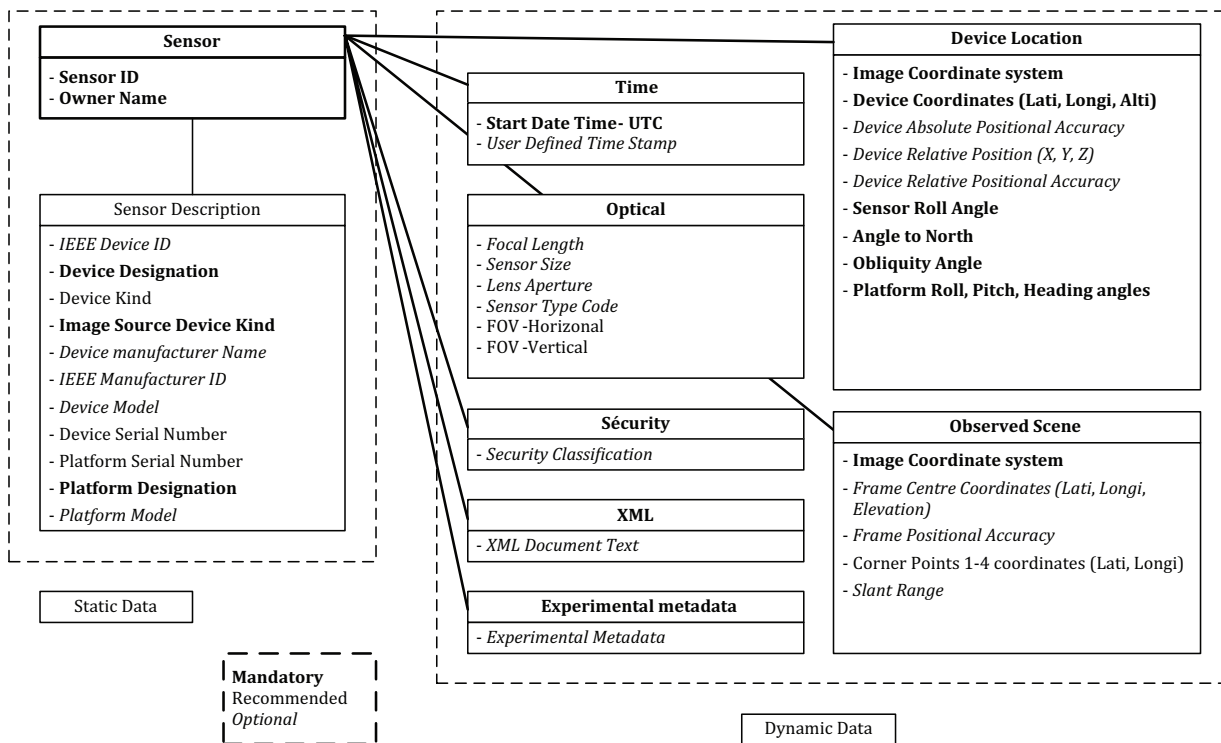 Sensor
- Sensor ID
- Owner Name
Sensor Description
- IEEE Device ID
- Device Designation
- Device Kind
- Image Source Device Kind
- Device manufacturer Name
- IEEE Manufacturer ID
- Device Model
- Device Serial Number
- Platform Serial Number
- Platform Designation
- Platform Model
Static Data
Mandatory
Recommended
Optional
Time
- Start Date Time- UTC
- User Defined Time Stamp
Optical
- Focal Length
- Sensor Size
- Lens Aperture
- Sensor Type Code
- FOV -Horizonal
- FOV -Vertical
Sécurity
- Security Classification
XML
- XML Document Text
Experimental metadata
- Experimental Metadata
Device Location
- Image Coordinate system
- Device Coordinates (Lati, Longi, Alti)
- Device Absolute Positional Accuracy
- Device Relative Position (X, Y, Z)
- Device Relative Positional Accuracy
- Sensor Roll Angle
- Angle to North
- Obliquity Angle
- Platform Roll, Pitch, Heading angles
Observed Scene
- Image Coordinate system
- Frame Centre Coordinates (Lati, Longi,
Elevation)
- Frame Positional Accuracy
- Corner Points 1-4 coordinates (Lati, Longi)
- Slant Range
Dynamic Data